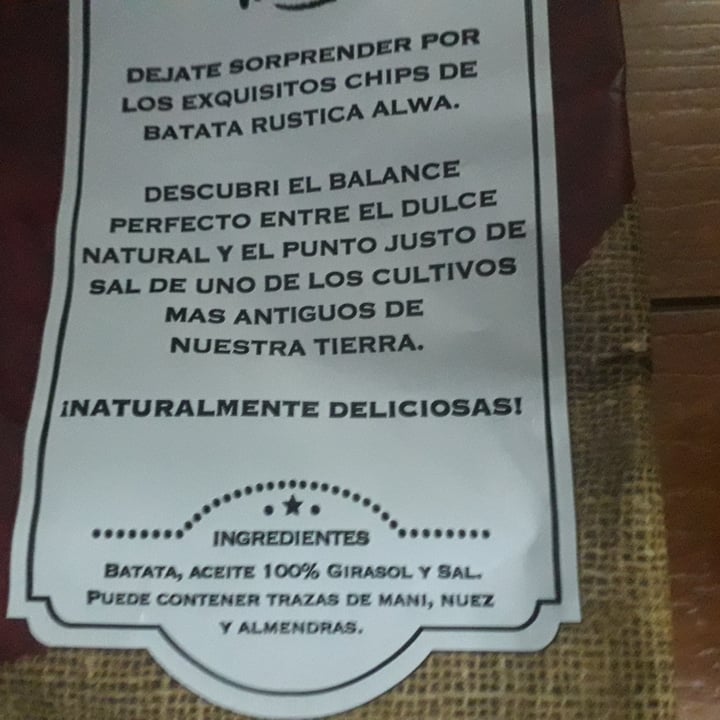 DEJATE SORPRENDER POR
LOS EXQUISITOS CHIPS DE
BATATA RUSTICA ALWA.
DESCUBRI EL BALANCE
PERFECTO ENTRE EL DULCE
NATURAL Y EL PUNTO JUSTO DE
SAL DE UNO DE LOS CULTIVOS
MAS ANTIGUOS DE
NUESTRA TIERRA.
¡NATURALMENTE DELICIOSAS!
INGREDIENTES
BATATA, ACEITE 100% GIRASOL Y SAL.
PUEDE CONTENER TRAZAS DE MANI, NUEZ
Y ALMENDRAS.